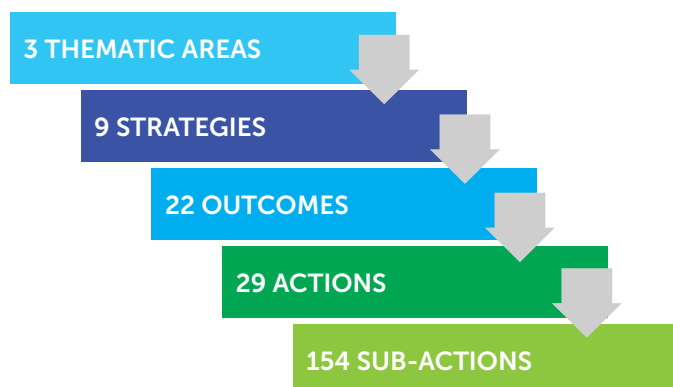 3 THEMATIC AREAS
9 STRATEGIES
22 OUTCOMES
29 ACTIONS
154 SUB-ACTIONS